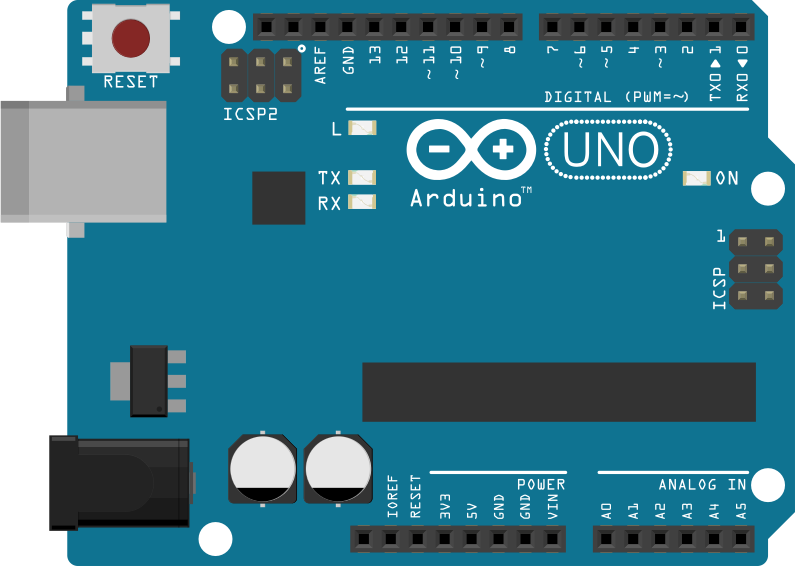 RESET
ICSP2
AREF
GND
13
12
~11
~10
~9
8
7
~6
~5
4
~3
2
TX0▶1
RX0◀0
DIGITAL (PWM=~)
L
TX
RX
UNO
Arduino™
ON
1
ICSP
POWER
ANALOG IN
IOREF
RESET
3V3
5V
GND
GND
VIN
A0
A1
A2
A3
A4
A5